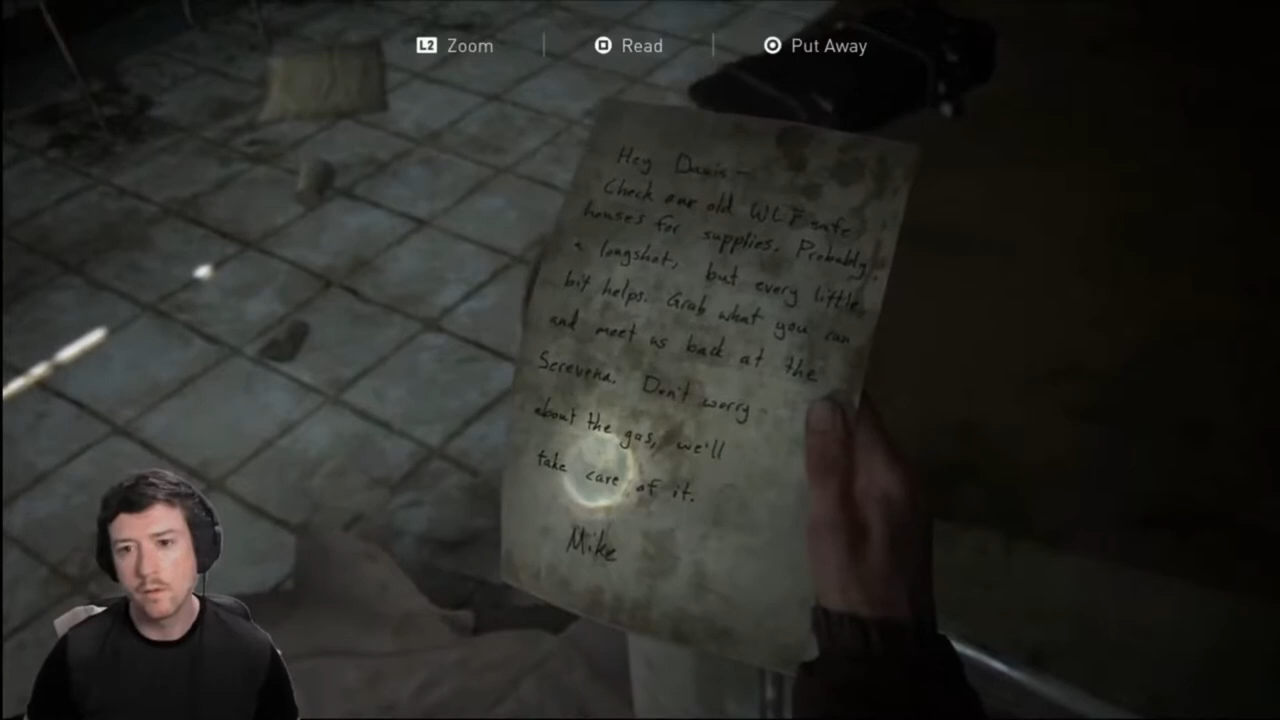 L2 Zoom | Read | Put Away
Hey Davis -
Check our old WLF safe
houses for supplies. Probably
a longshot, but every little
bit helps. Grab what you can
and meet us back at the
Serevena. Don't worry
about the gas, we'll
take care of it.
Mike